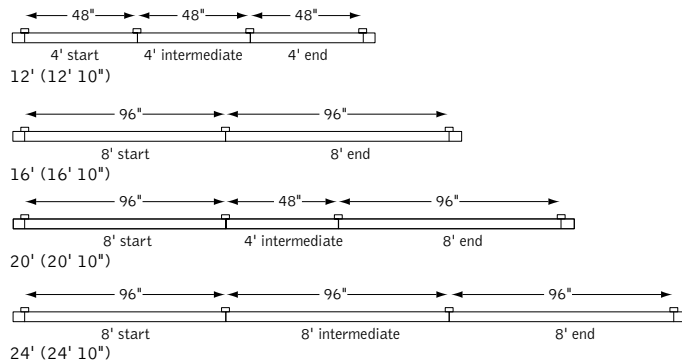 48" 48" 48"
4' start 4' intermediate 4' end
12' (12' 10")
96" 96"
8' start 8' end
16' (16' 10")
96" 48" 96"
8' start 4' intermediate 8' end
20' (20' 10")
96" 96" 96"
8' start 8' intermediate 8' end
24' (24' 10")